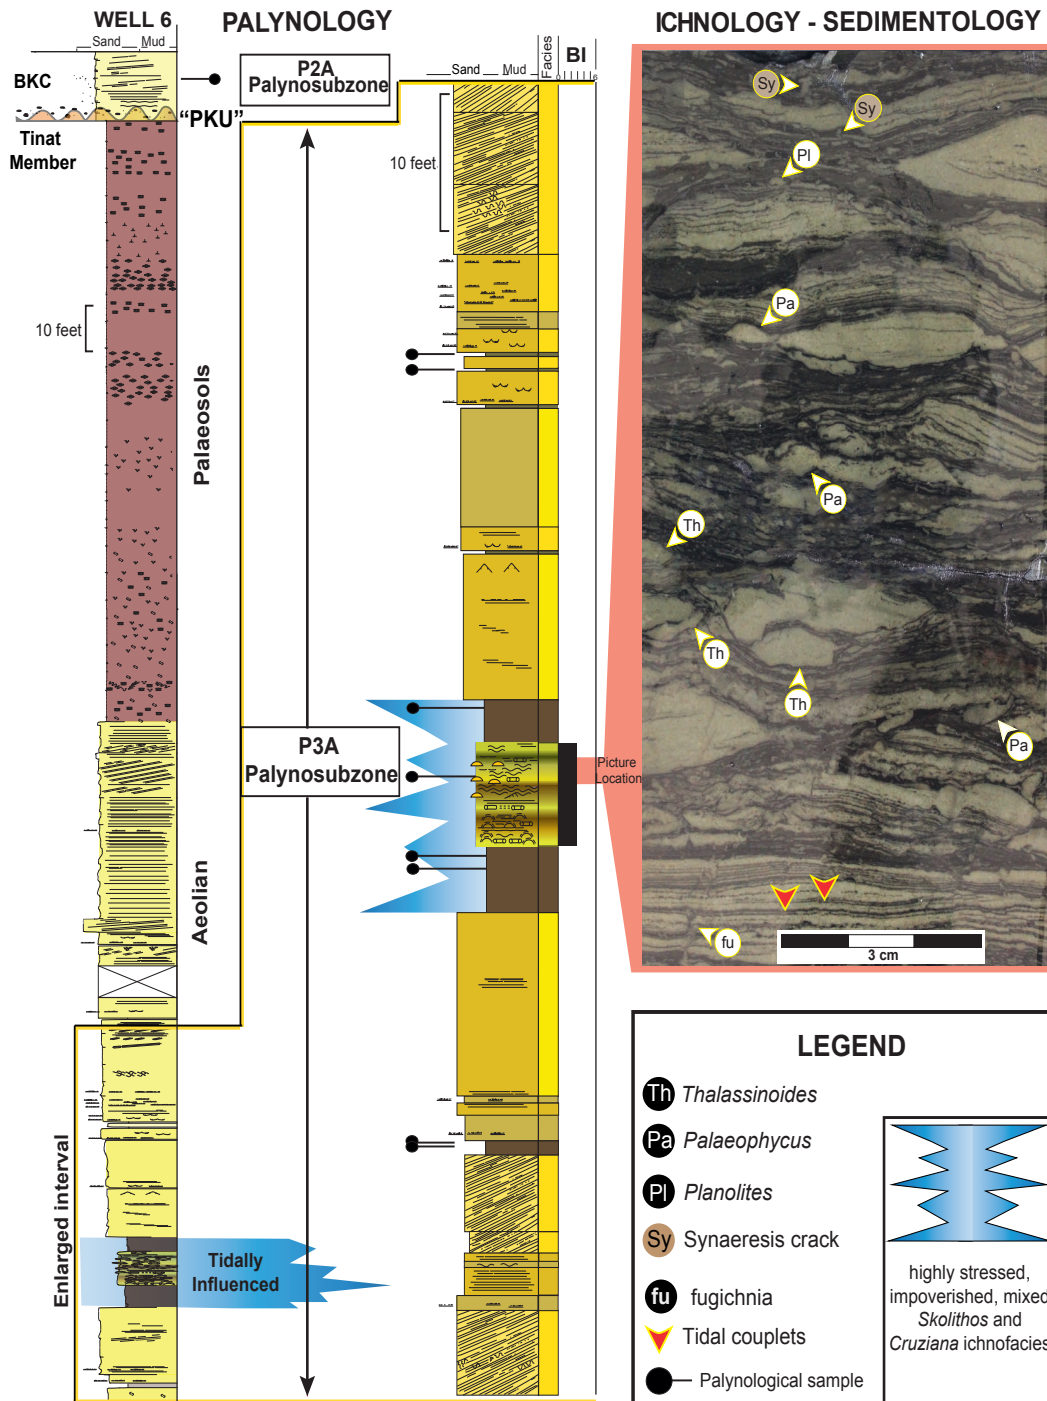 WELL 6
PALYNOLOGY
ICHNOLOGY - SEDIMENTOLOGY
Sand Mud
BKC
"PKU"
Tinat
Member
10 feet
Palaeosols
Aeolian
Enlarged interval
Tidally
Influenced
P2A
Palynosubzone
P3A
Palynosubzone
Sand Mud
Facies
BI
0 6
10 feet
Picture
Location
Sy
Sy
Pl
Pa
Pa
Th
Th
Th
Pa
fu
3 cm
LEGEND
Th Thalassinoides
Pa Palaeophycus
Pl Planolites
Sy Synaeresis crack
fu fugichnia
Tidal couplets
Palynological sample
highly stressed,
impoverished, mixed
Skolithos and
Cruziana ichnofacies